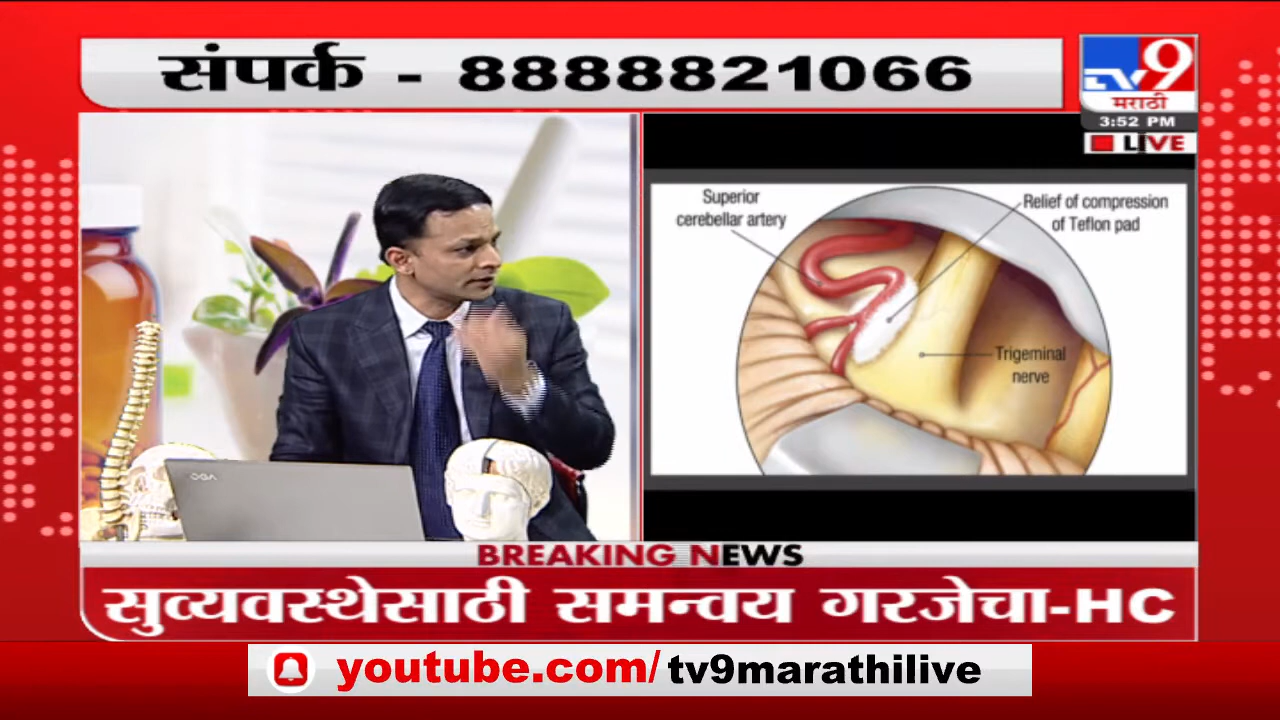 संपर्क - 8888821066
TV9
मराठी
3:52 PM
LIVE
Superior
cerebellar artery
Relief of compression
of Teflon pad
Trigeminal
nerve
VAIO
BREAKING NEWS
सुव्यवस्थेसाठी समन्वय गरजेचा-HC
youtube.com/tv9marathilive